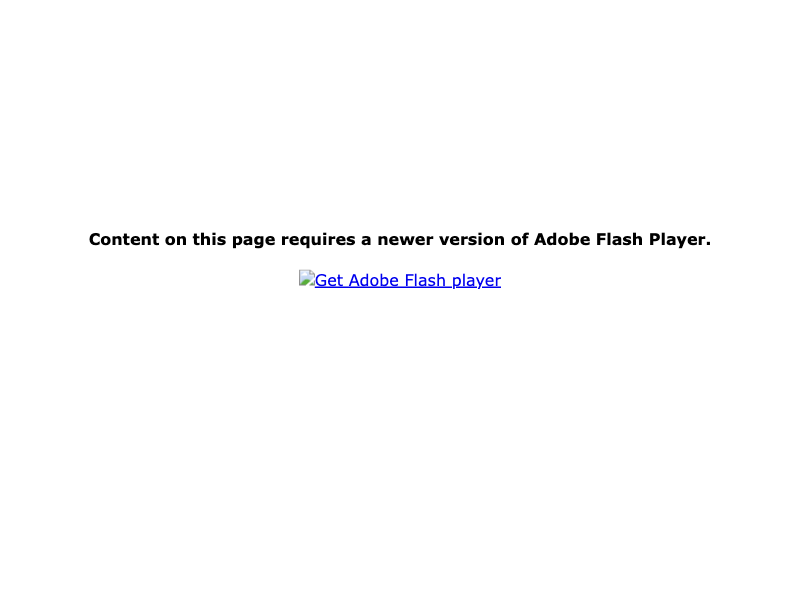 Content on this page requires a newer version of Adobe Flash Player.
Get Adobe Flash player